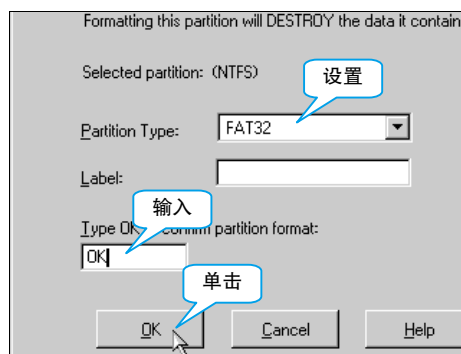 Formatting this partition will DESTROY the data it contain
Selected partition: (NTFS)
设置
Partition Type: FAT32
Label:
输入
Type OK confirm partition format:
OK
单击
OK Cancel Help